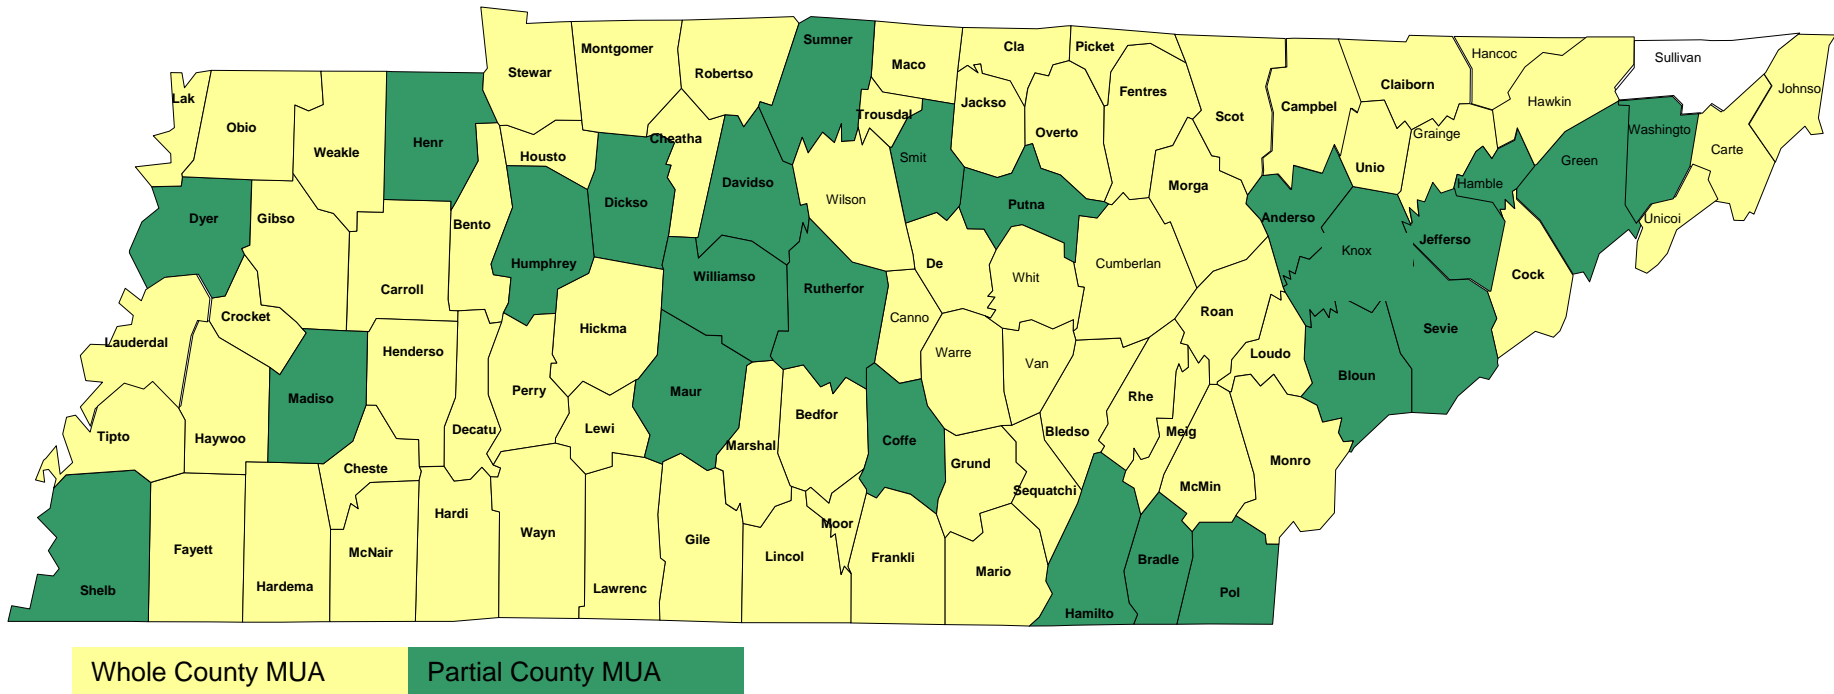 Sumner
Montgomer
Cla
Picket
Hancoc
Sullivan
Stewar
Robertso
Maco
Claiborn
Johnso
Lak
Jackso
Fentres
Campbel
Hawkin
Obio
Trousdal
Scot
Weakle
Henr
Housto
Cheatha
Overto
Grainge
Washingto
Smit
Unio
Green
Carte
Davidso
Morga
Hamble
Dyer
Gibso
Bento
Dickso
Wilson
Putna
Anderso
Unicoi
Humphrey
Williamso
De
Whit
Cumberlan
Knox
Jefferso
Cock
Carroll
Rutherfor
Crocket
Hickma
Canno
Roan
Lauderdal
Henderso
Warre
Van
Loudo
Sevie
Madiso
Perry
Maur
Rhe
Bloun
Tipto
Haywoo
Decatu
Lewi
Marshal
Bedfor
Coffe
Bledso
Meig
Cheste
Grund
Sequatchi
McMin
Monro
Hardi
Moor
Fayett
McNair
Wayn
Gile
Lincol
Frankli
Mario
Bradle
Shelb
Hardema
Lawrenc
Hamilto
Pol
Whole County MUA
Partial County MUA